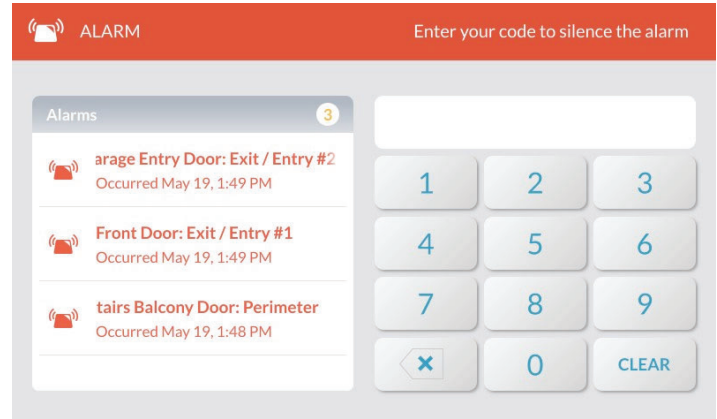 ALARM
Enter your code to silence the alarm
Alarms
3
arage Entry Door: Exit / Entry #2
Occurred May 19, 1:49 PM
Front Door: Exit / Entry #1
Occurred May 19, 1:49 PM
tairs Balcony Door: Perimeter
Occurred May 19, 1:48 PM
1 2 3
4 5 6
7 8 9
0 CLEAR